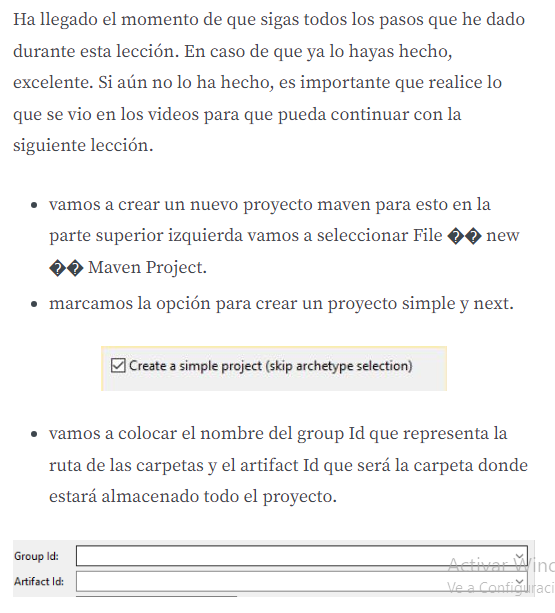 Ha llegado el momento de que sigas todos los pasos que he dado
durante esta lección. En caso de que ya lo hayas hecho,
excelente. Si aún no lo ha hecho, es importante que realice lo
que se vio en los videos para que pueda continuar con la
siguiente lección.
• vamos a crear un nuevo proyecto maven para esto en la
parte superior izquierda vamos a seleccionar File �� new
�� Maven Project.
• marcamos la opción para crear un proyecto simple y next.
Create a simple project (skip archetype selection)
• vamos a colocar el nombre del group Id que representa la
ruta de las carpetas y el artifact Id que será la carpeta donde
estará almacenado todo el proyecto.
Group Id:
Activar Wind
Artifact Id:
Ve a Configuraci